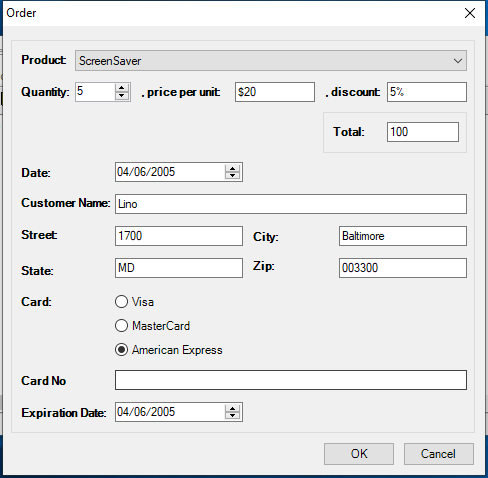 Order
Product: ScreenSaver
Quantity: 5 , price per unit: $20 , discount: 5%
Total: 100
Date: 04/06/2005
Customer Name: Lino
Street: 1700 City: Baltimore
State: MD Zip: 003300
Card: Visa
MasterCard
American Express
Card No
Expiration Date: 04/06/2005
OK Cancel